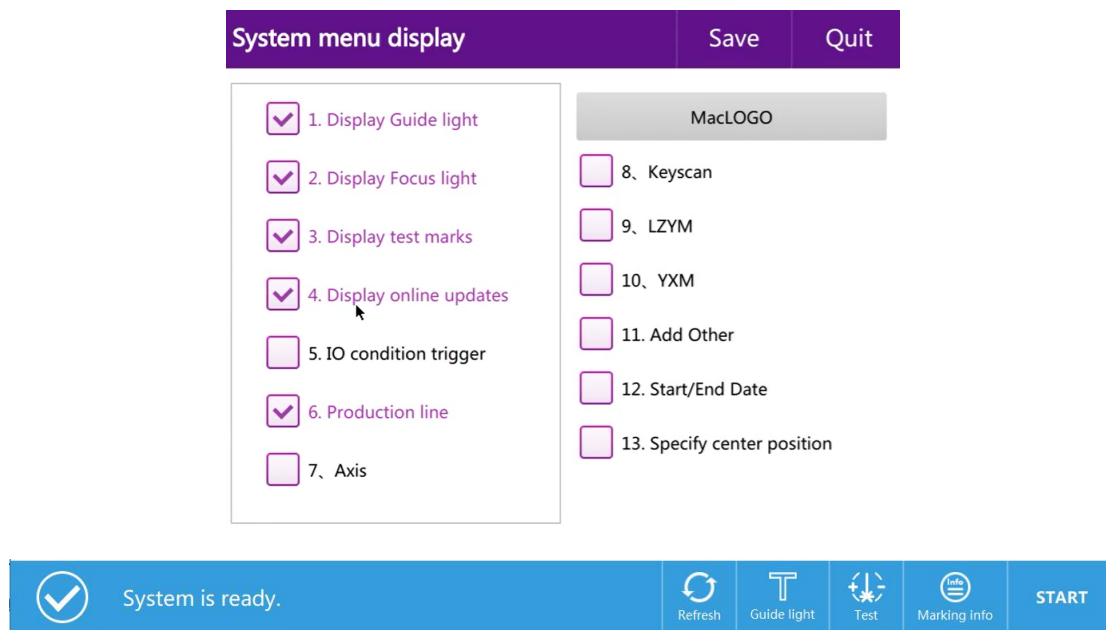 System menu display
Save
Quit
1. Display Guide light
2. Display Focus light
3. Display test marks
4. Display online updates
5. IO condition trigger
6. Production line
7、Axis
MacLOGO
8、Keyscan
9、LZYM
10、YXM
11. Add Other
12. Start/End Date
13. Specify center position
System is ready.
Refresh
Guide light
Test
Info
Marking info
START